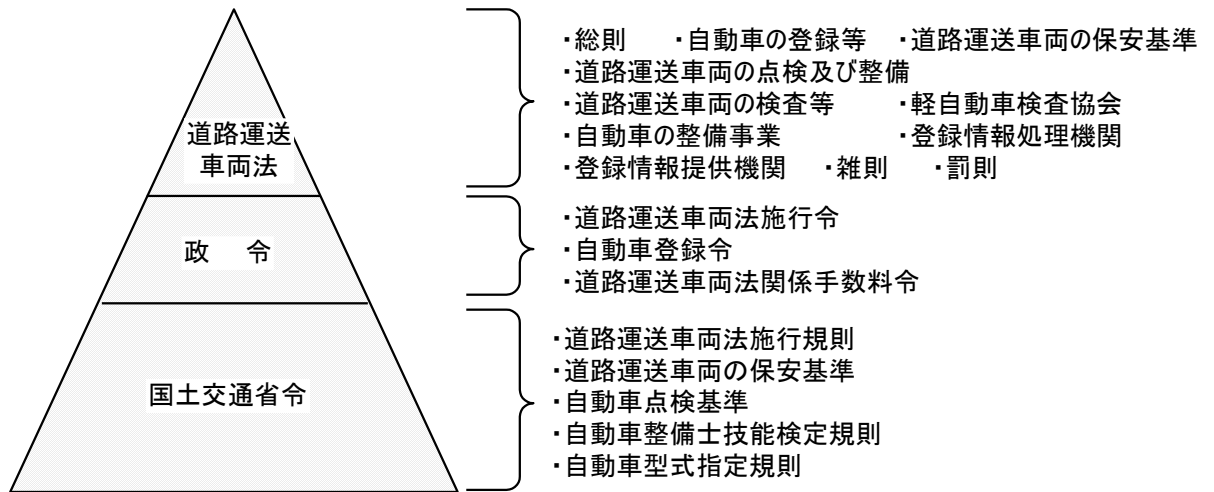 道路運送
車両法
・総則 ・自動車の登録等 ・道路運送車両の保安基準
・道路運送車両の点検及び整備
・道路運送車両の検査等 ・軽自動車検査協会
・自動車の整備事業 ・登録情報処理機関
・登録情報提供機関 ・雑則 ・罰則
政 令
・道路運送車両法施行令
・自動車登録令
・道路運送車両法関係手数料令
国土交通省令
・道路運送車両法施行規則
・道路運送車両の保安基準
・自動車点検基準
・自動車整備士技能検定規則
・自動車型式指定規則